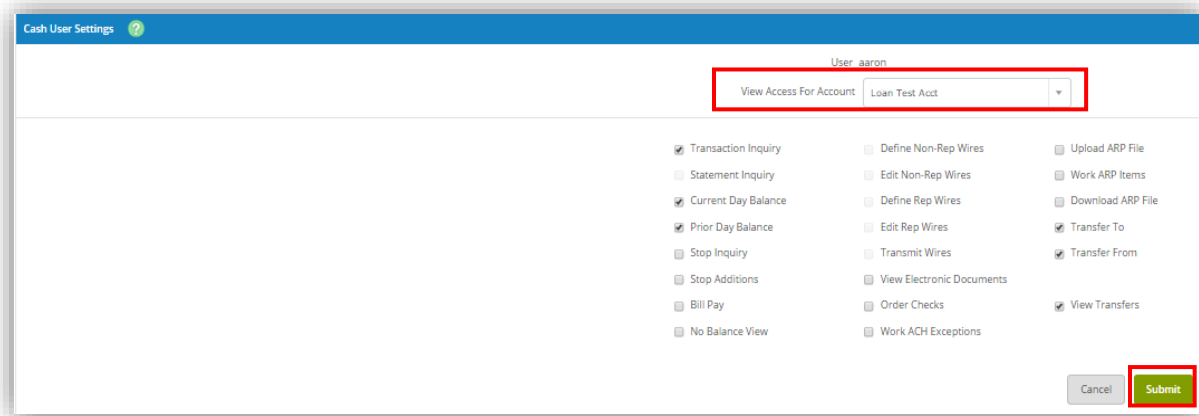 Cash User Settings ?
User aaron
View Access For Account Loan Test Acct
Transaction Inquiry Define Non-Rep Wires Upload ARP File
Statement Inquiry Edit Non-Rep Wires Work ARP Items
Current Day Balance Define Rep Wires Download ARP File
Prior Day Balance Edit Rep Wires Transfer To
Stop Inquiry Transmit Wires Transfer From
Stop Additions View Electronic Documents
Bill Pay Order Checks View Transfers
No Balance View Work ACH Exceptions
Cancel Submit